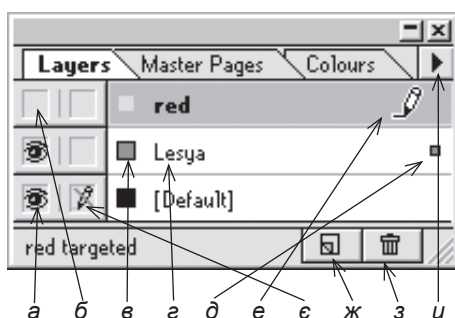 Layers Master Pages Colours
red
Lesya
[Default]
red targeted
а б в г д е є ж з и